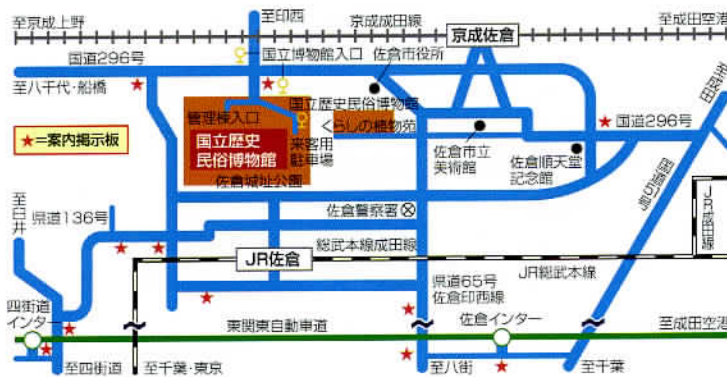 至京成上野
至印西
京成成田線
至成田空港
国道296号
国立博物館入口
佐倉市役所
京成佐倉
至八千代・船橋
国立歴史民俗博物館
管理棟入口
くらしの植物苑
★=案内掲示板
国立歴史
民俗博物館
来客用
駐車場
佐倉市立
美術館
佐倉順天堂
記念館
国道296号
至成田
佐倉城址公園
至臼井
県道136号
佐倉警察署
総武本線成田線
JR佐倉
JR成田線
JR総武本線
県道65号
佐倉印西線
四街道
インター
東関東自動車道
佐倉インター
至成田空港
至四街道
至千葉・東京
至八街
至千葉